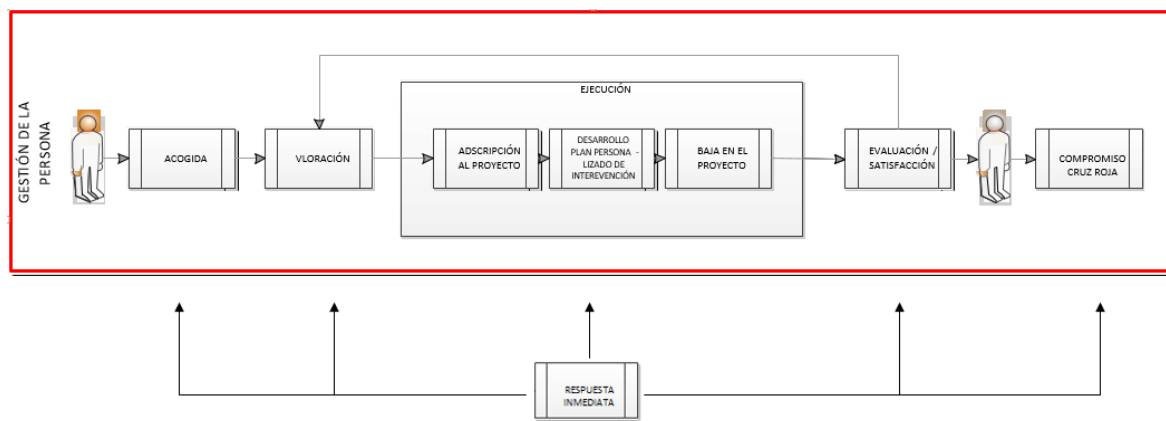 GESTIÓN DE LA
PERSONA
ACOGIDA
VLORACIÓN
EJECUCIÓN
ADSCRIPCIÓN
AL PROYECTO
DESARROLLO
PLAN PERSONA -
LIZADO DE
INTEREVENCIÓN
BAJA EN EL
PROYECTO
EVALUACIÓN /
SATISFACCIÓN
COMPROMISO
CRUZ ROJA
RESPUESTA
INMEDIATA